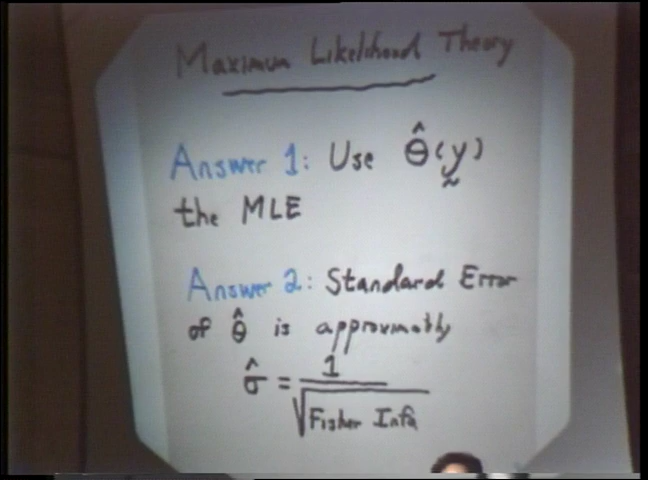 Maximum Likelihood Theory
Answer 1: Use θ̂(y)
the MLE
Answer 2: Standard Error
of θ̂ is approximatly
σ̂ = 1
√Fisher Info